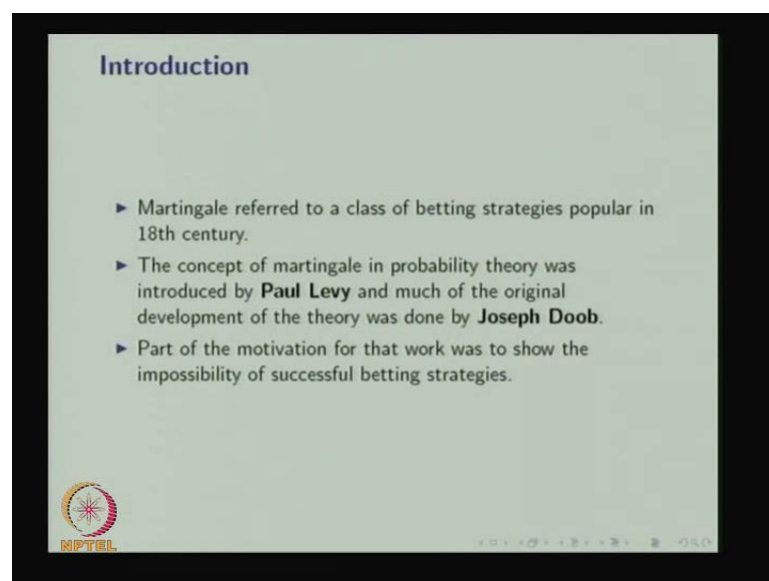 Introduction
▶ Martingale referred to a class of betting strategies popular in
18th century.
▶ The concept of martingale in probability theory was
introduced by Paul Levy and much of the original
development of the theory was done by Joseph Doob.
▶ Part of the motivation for that work was to show the
impossibility of successful betting strategies.
NPTEL